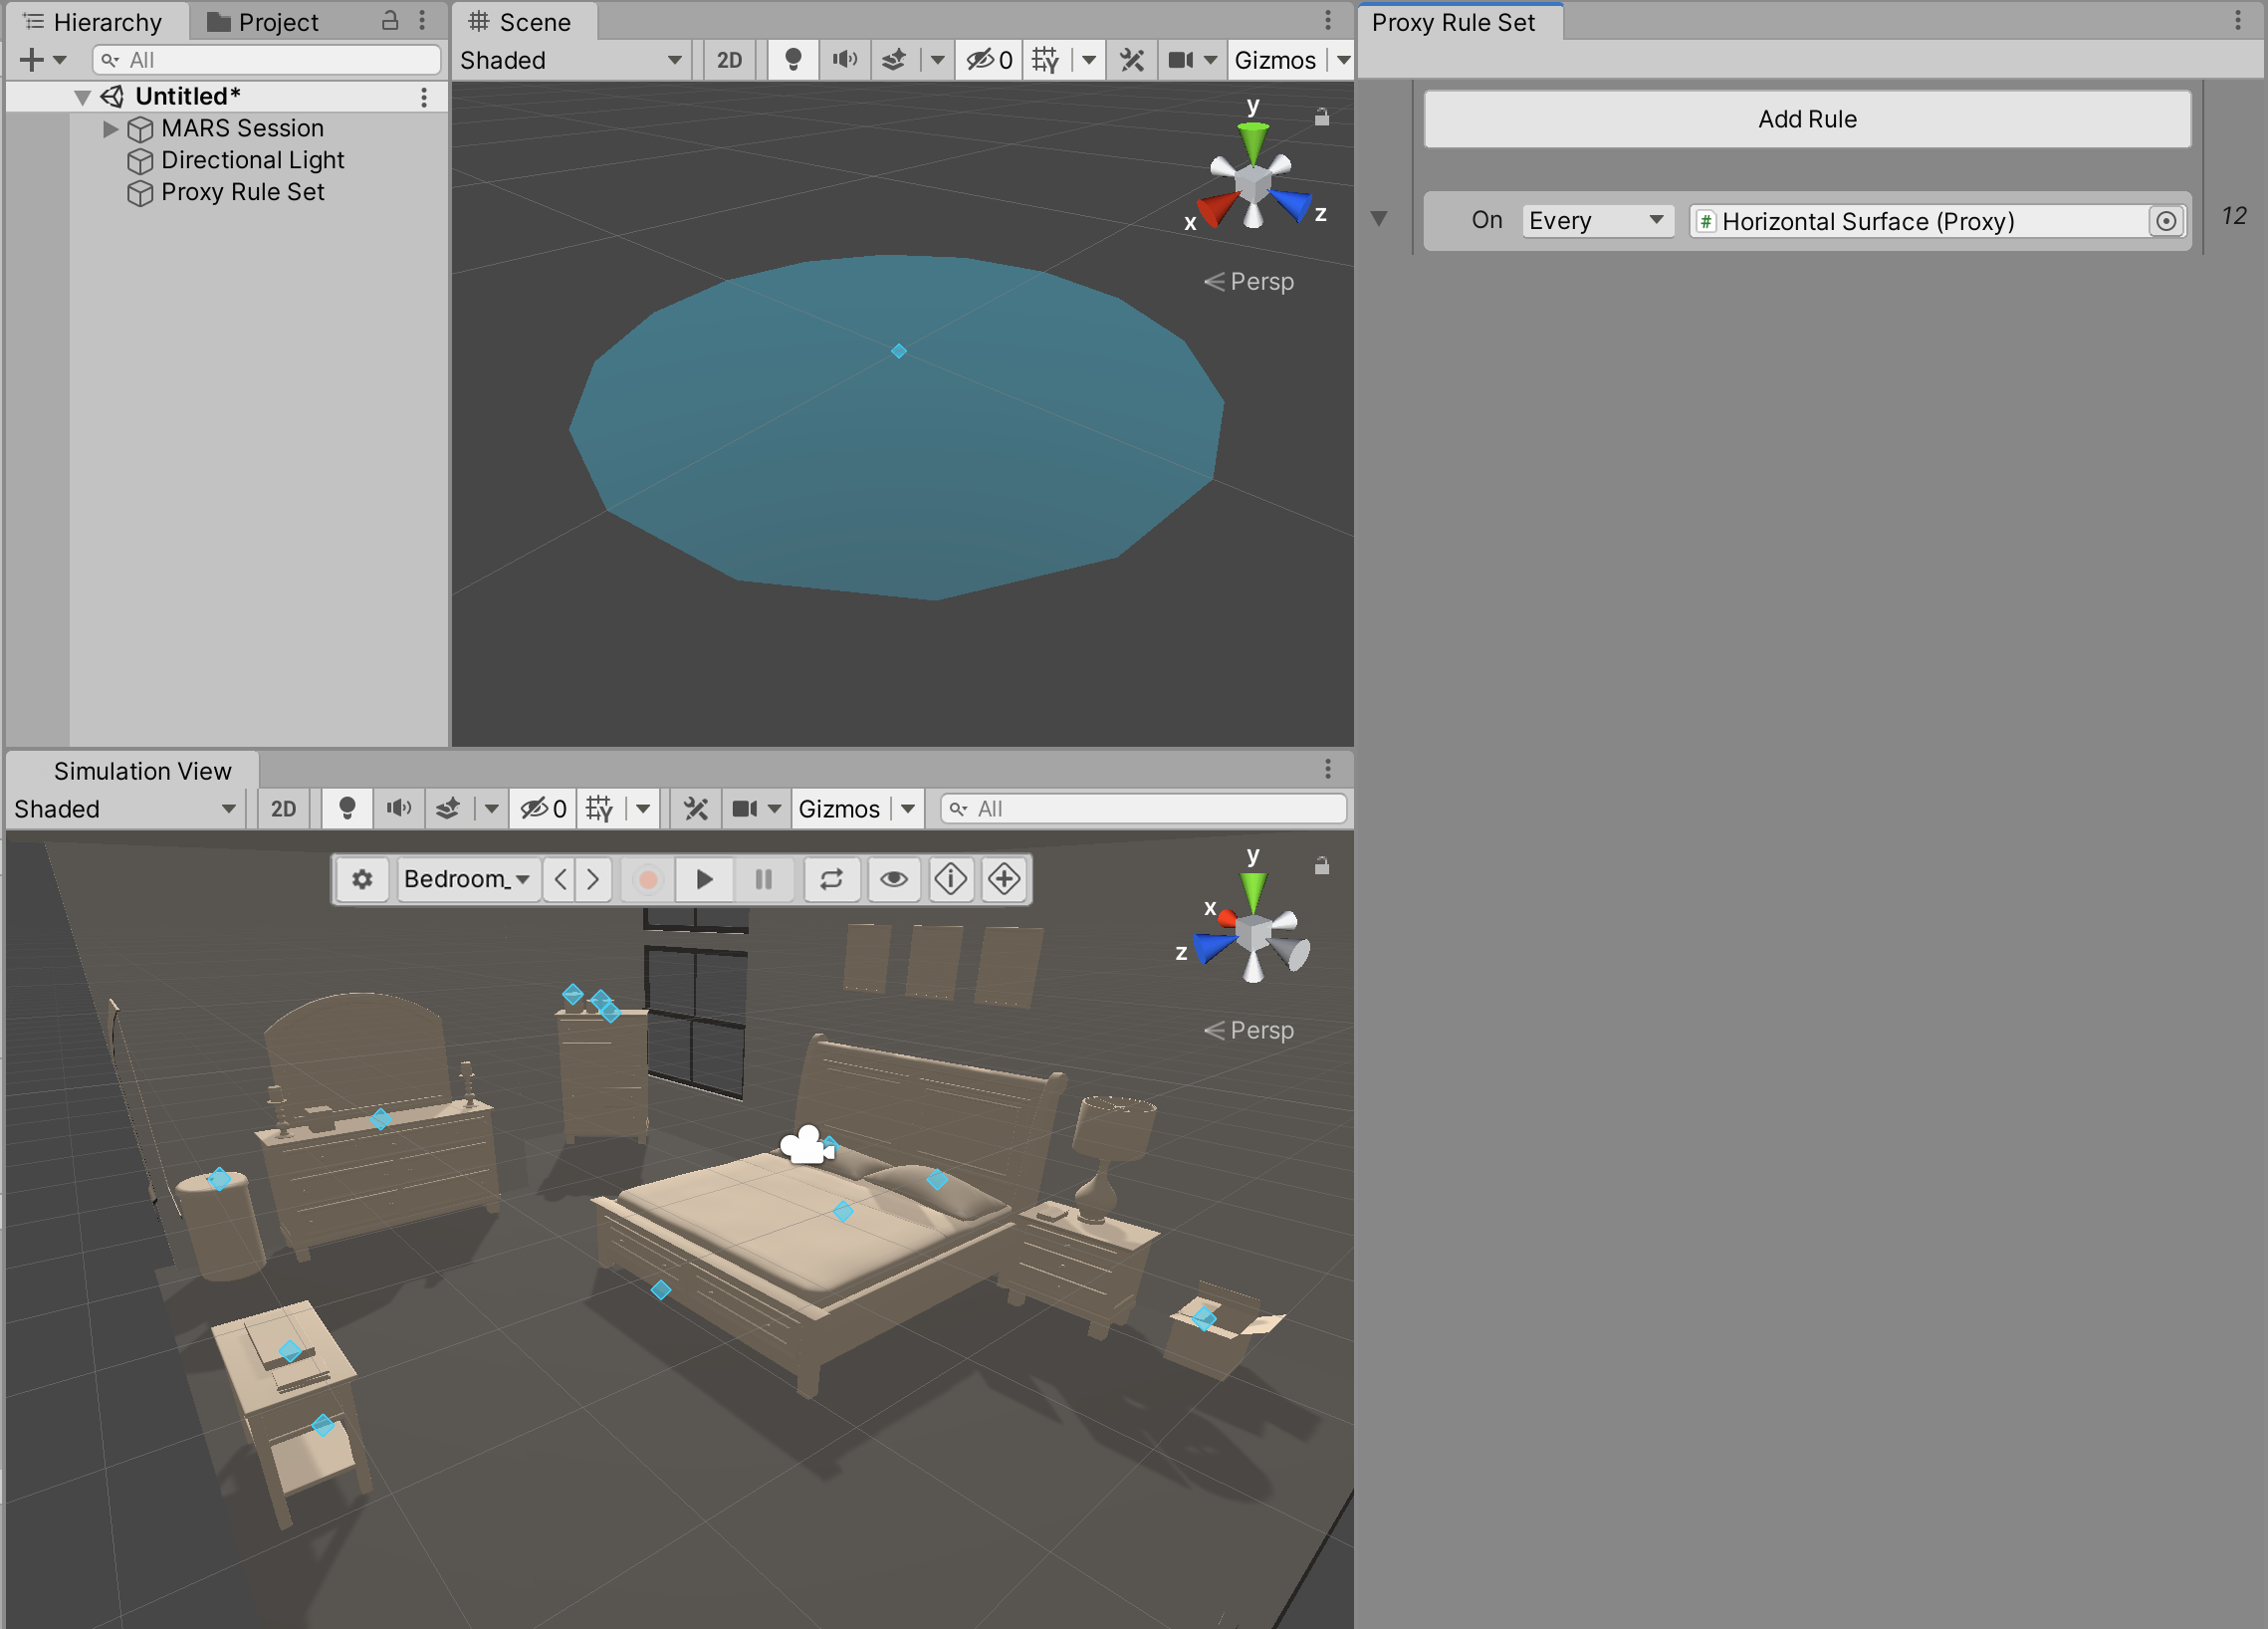 Hierarchy
Project
All
Untitled*
MARS Session
Directional Light
Proxy Rule Set
Scene
Shaded
2D
0
Gizmos
y
x
z
Persp
Proxy Rule Set
Add Rule
On
Every
# Horizontal Surface (Proxy)
12
Simulation View
Shaded
2D
0
Gizmos
All
Bedroom_
y
x
z
Persp